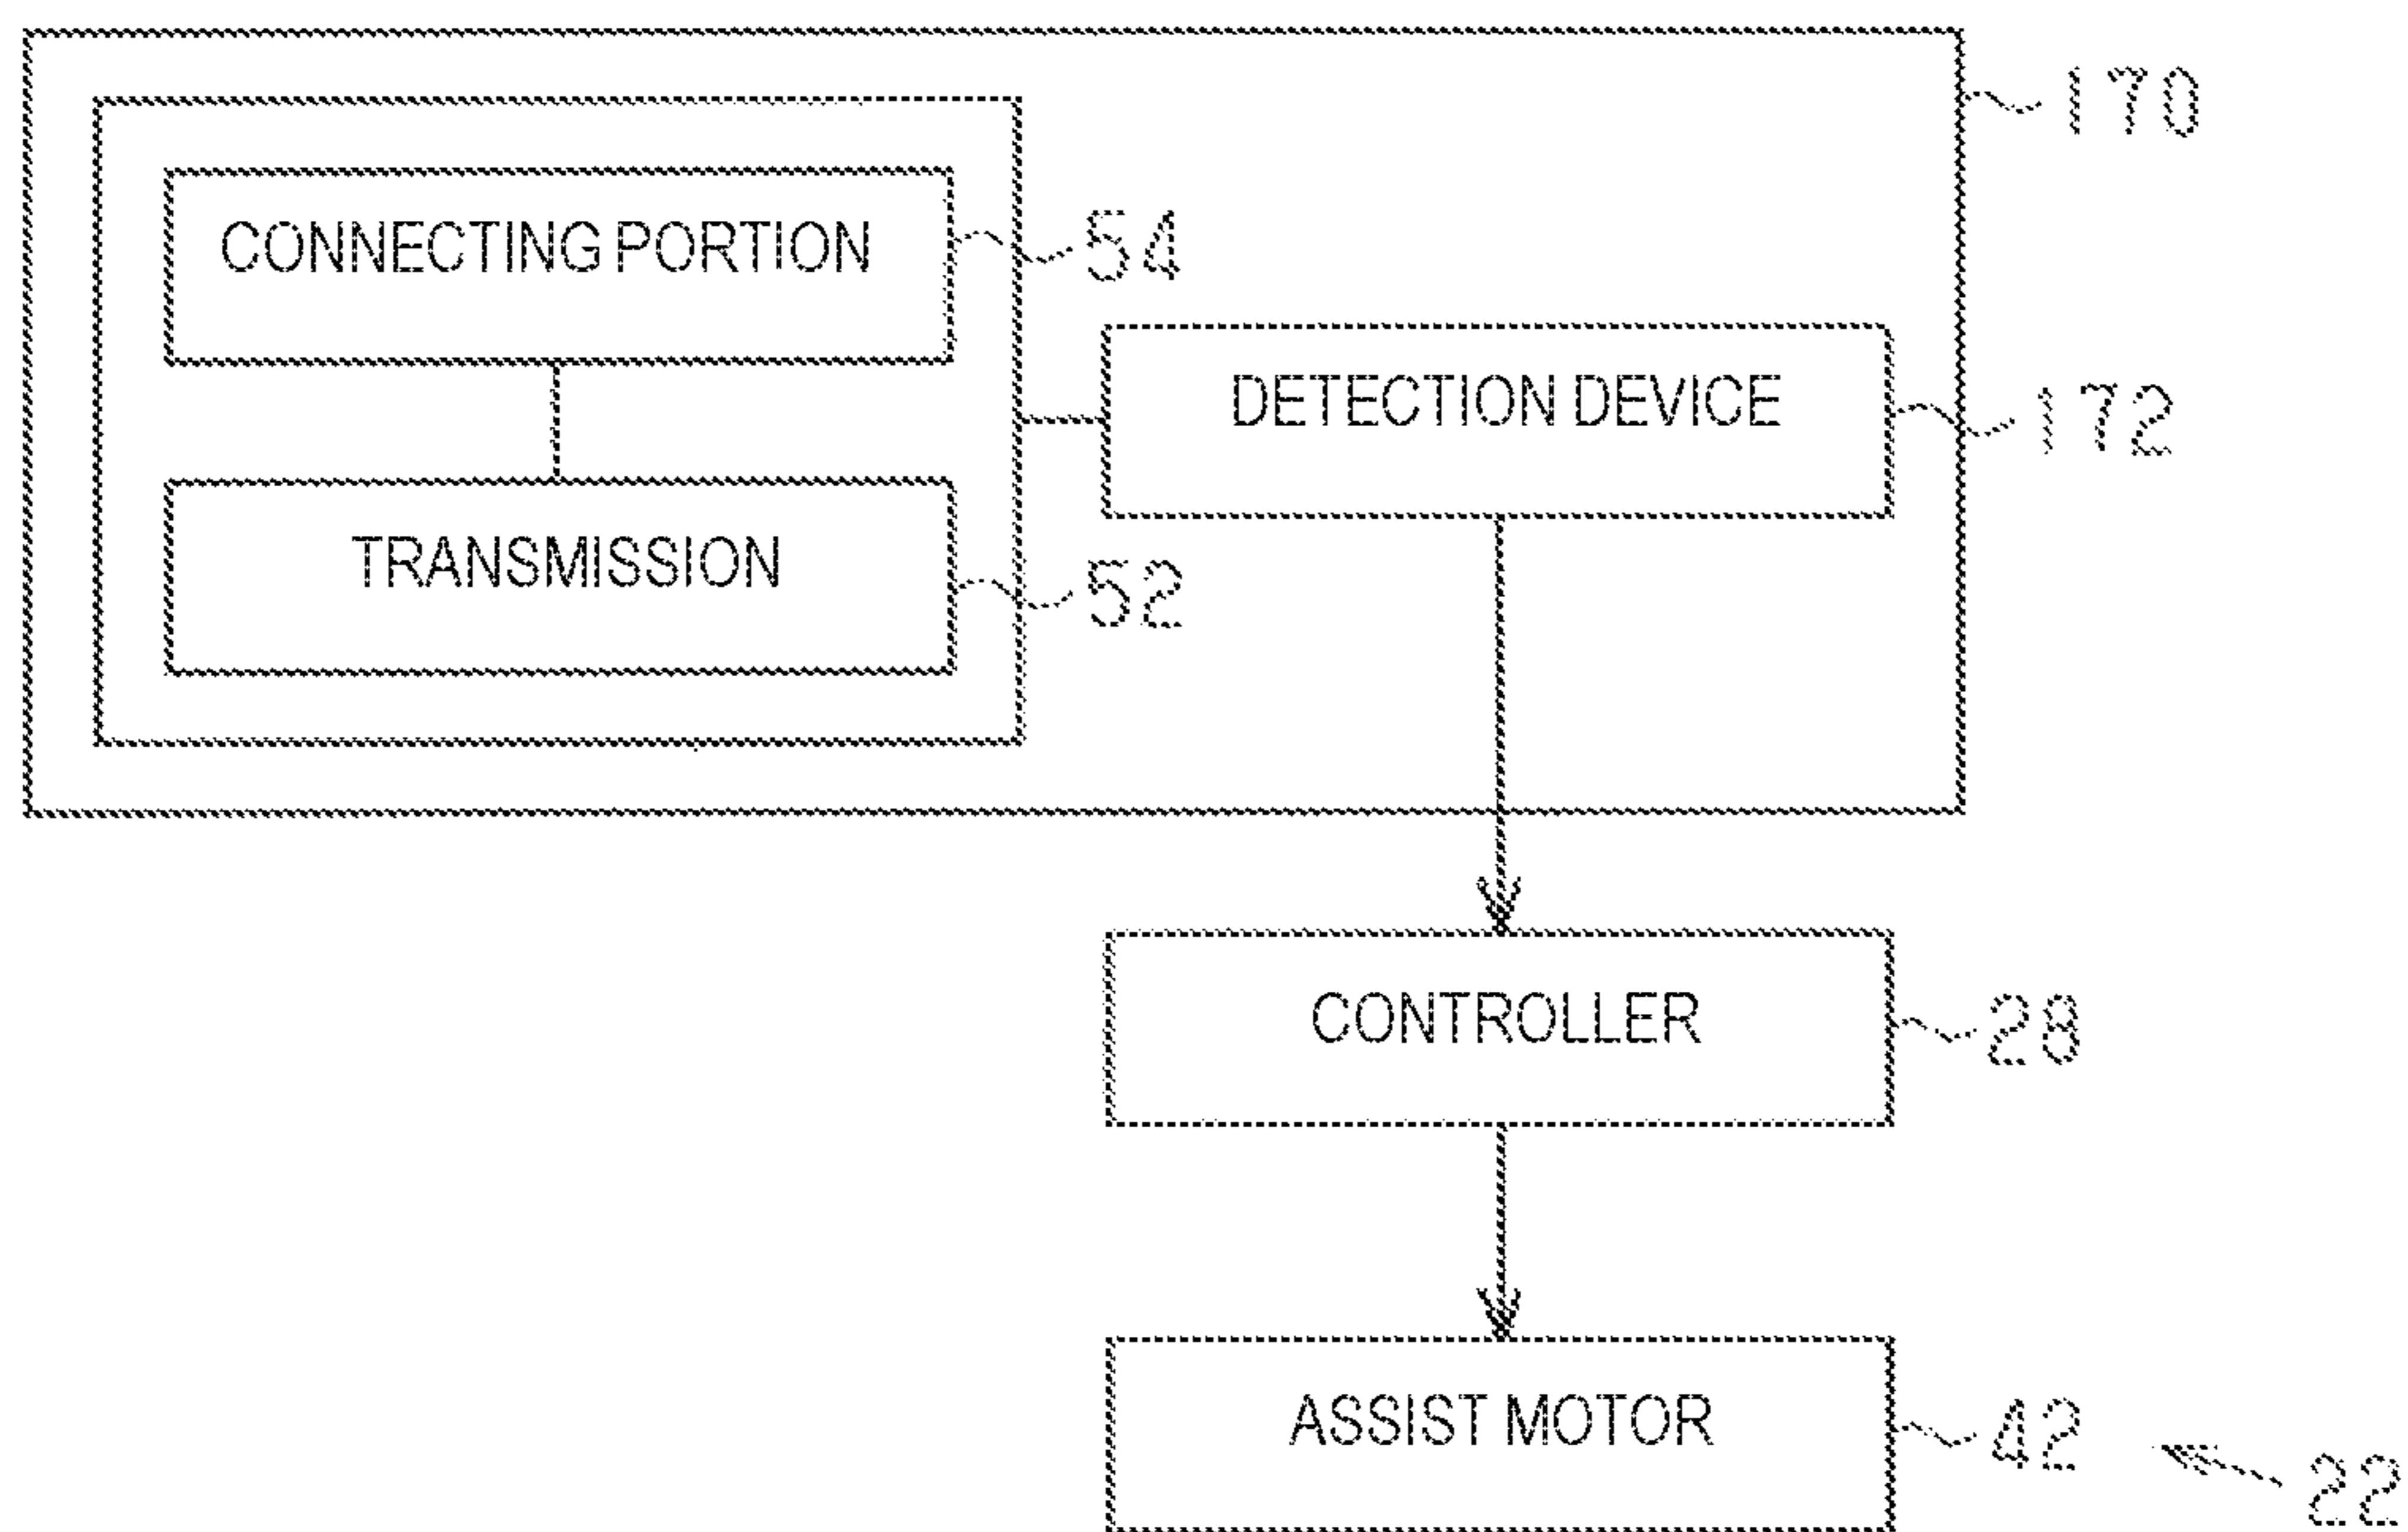 170
CONNECTING PORTION
54
DETECTION DEVICE
172
TRANSMISSION
52
CONTROLLER
28
ASSIST MOTOR
42
22